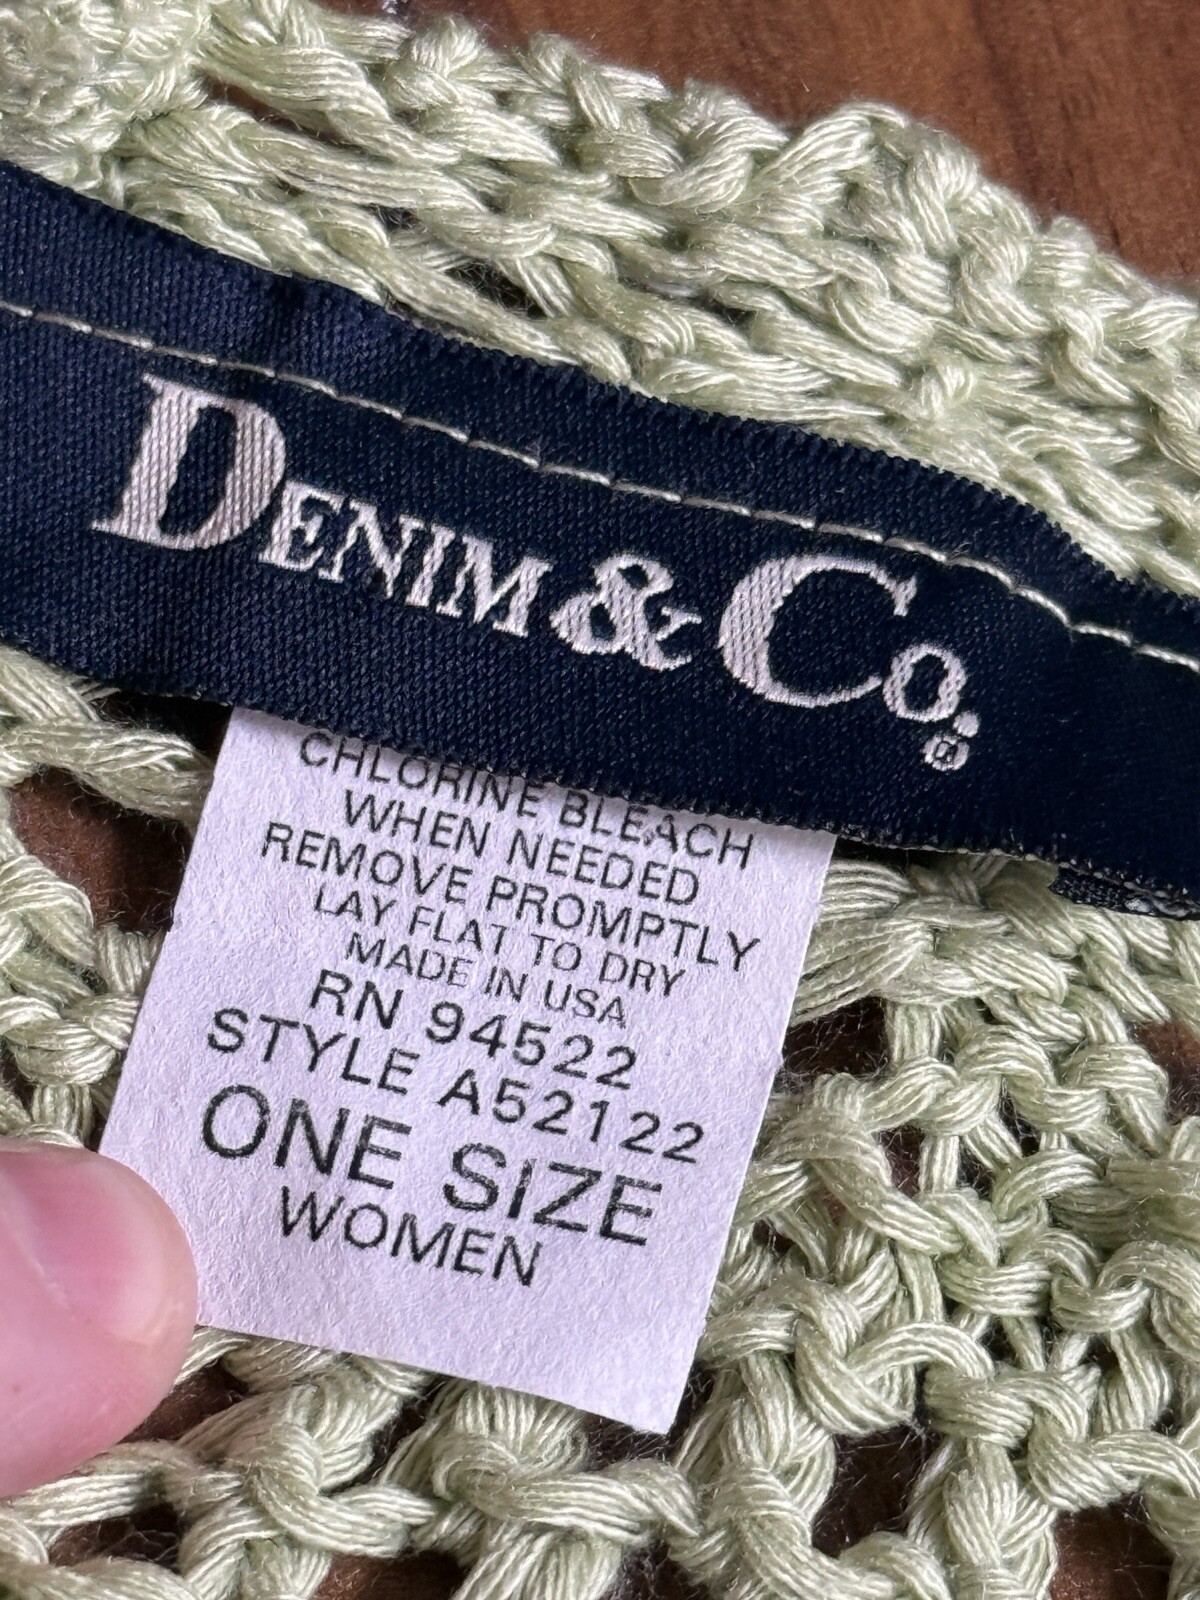 DENIM & CO.®
CHLORINE BLEACH
WHEN NEEDED
REMOVE PROMPTLY
LAY FLAT TO DRY
MADE IN USA
RN 94522
STYLE A52122
ONE SIZE
WOMEN